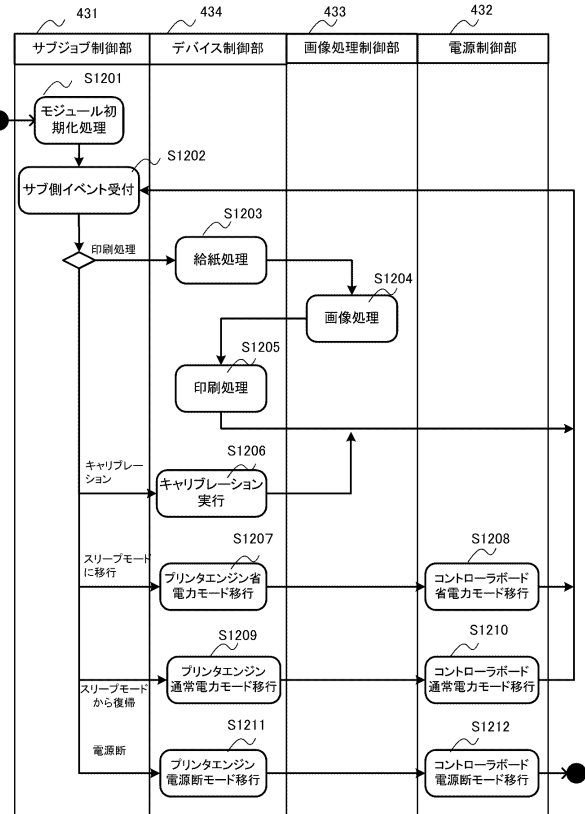 431
434
433
432
サブジョブ制御部
デバイス制御部
画像処理制御部
電源制御部
S1201
モジュール初
期化処理
S1202
サブ側イベント受付
印刷処理
S1203
給紙処理
S1204
画像処理
S1205
印刷処理
キャリブレー
ション
S1206
キャリブレーション
実行
スリープモード
に移行
S1207
プリンタエンジン省
電力モード移行
S1208
コントローラボード
省電力モード移行
スリープモード
から復帰
S1209
プリンタエンジン
通常電力モード移行
S1210
コントローラボード
通常電力モード移行
電源断
S1211
プリンタエンジン
電源断モード移行
S1212
コントローラボード
電源断モード移行